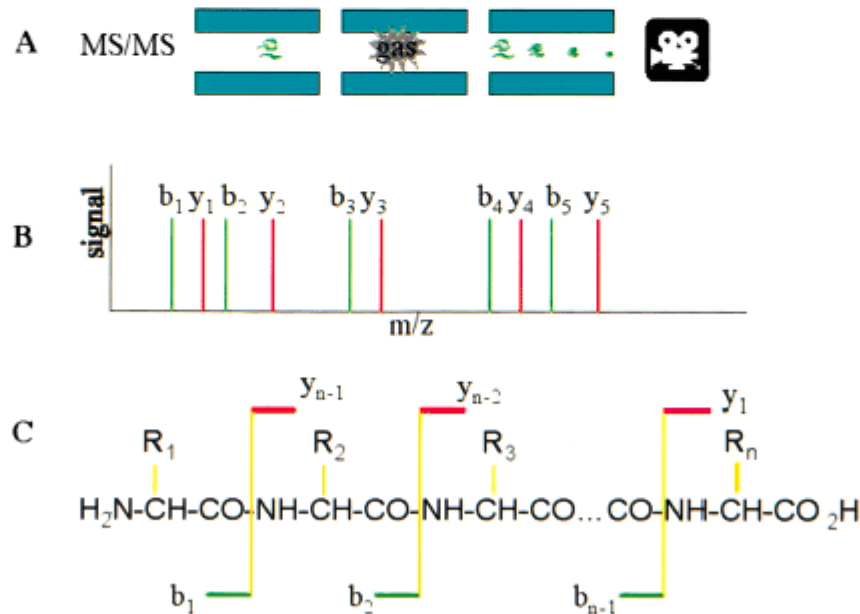 A MS/MS gas
B signal
b₁ y₁ b₂ y₂ b₃ y₃ b₄ y₄ b₅ y₅
m/z
C
yₙ₋₁ yₙ₋₂ y₁
R₁ R₂ R₃ Rₙ
H₂N-CH-CO-NH-CH-CO-NH-CH-CO... CO-NH-CH-CO₂H
b₁ b₂ bₙ₋₁